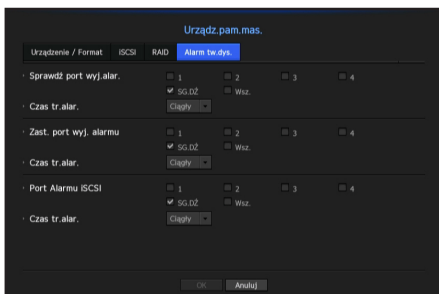 Urządz.pam.mas.
Urządzenie / Format iSCSI RAID Alarm tw.dys.
Sprawdź port wyj.alar. 1 2 3 4
SG.DŹ Wsz.
Czas tr.alar. Ciągły
Zast. port wyj. alarmu 1 2 3 4
SG.DŹ Wsz.
Czas tr.alar. Ciągły
Port Alarmu iSCSI 1 2 3 4
SG.DŹ Wsz.
Czas tr.alar. Ciągły
OK Anuluj